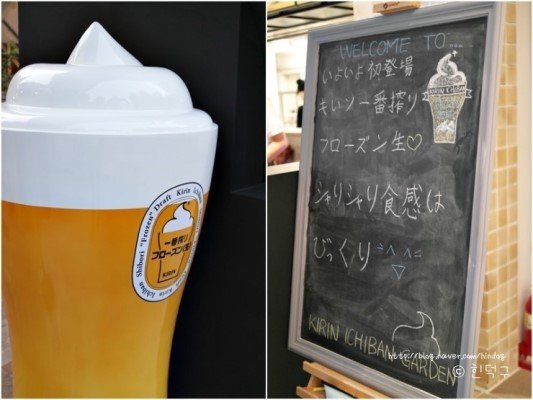 Kirin Ichiban Shibori "Frozen" Draft
一番搾り
フローズン〈生〉
KIRIN
WELCOME TO...
いよいよ初登場
キリン一番搾り
フローズン生♡
シャリシャリ食感は
びっくり
KIRIN ICHIBAN
KIRIN ICHIBAN
GARDEN
http://blog.naver.com/hindog
© 힌덕구